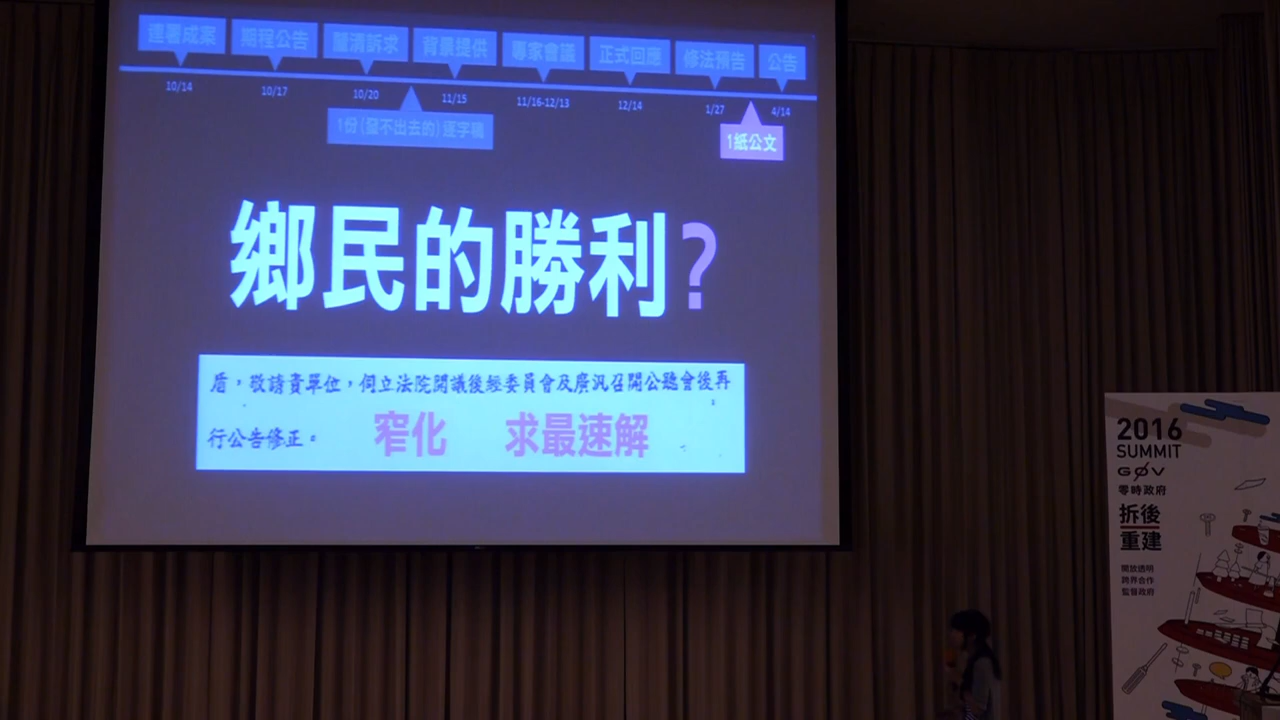 連署成案 期程公告 釐清訴求 背景提供 專家會議 正式回應 修法預告 公告
10/14 10/17 10/20 11/15 11/16-12/13 12/14 1/27 4/14
1份(發不出去的)逐字稿
1紙公文
鄉民的勝利?
盾，敬請貴單位，伺立法院開議後經委員會及廣汎召開公聽會後再
行公告修正。
窄化 求最速解
2016
SUMMIT
GØV
零時政府
拆後
重建
開放透明
跨界合作
監督政府